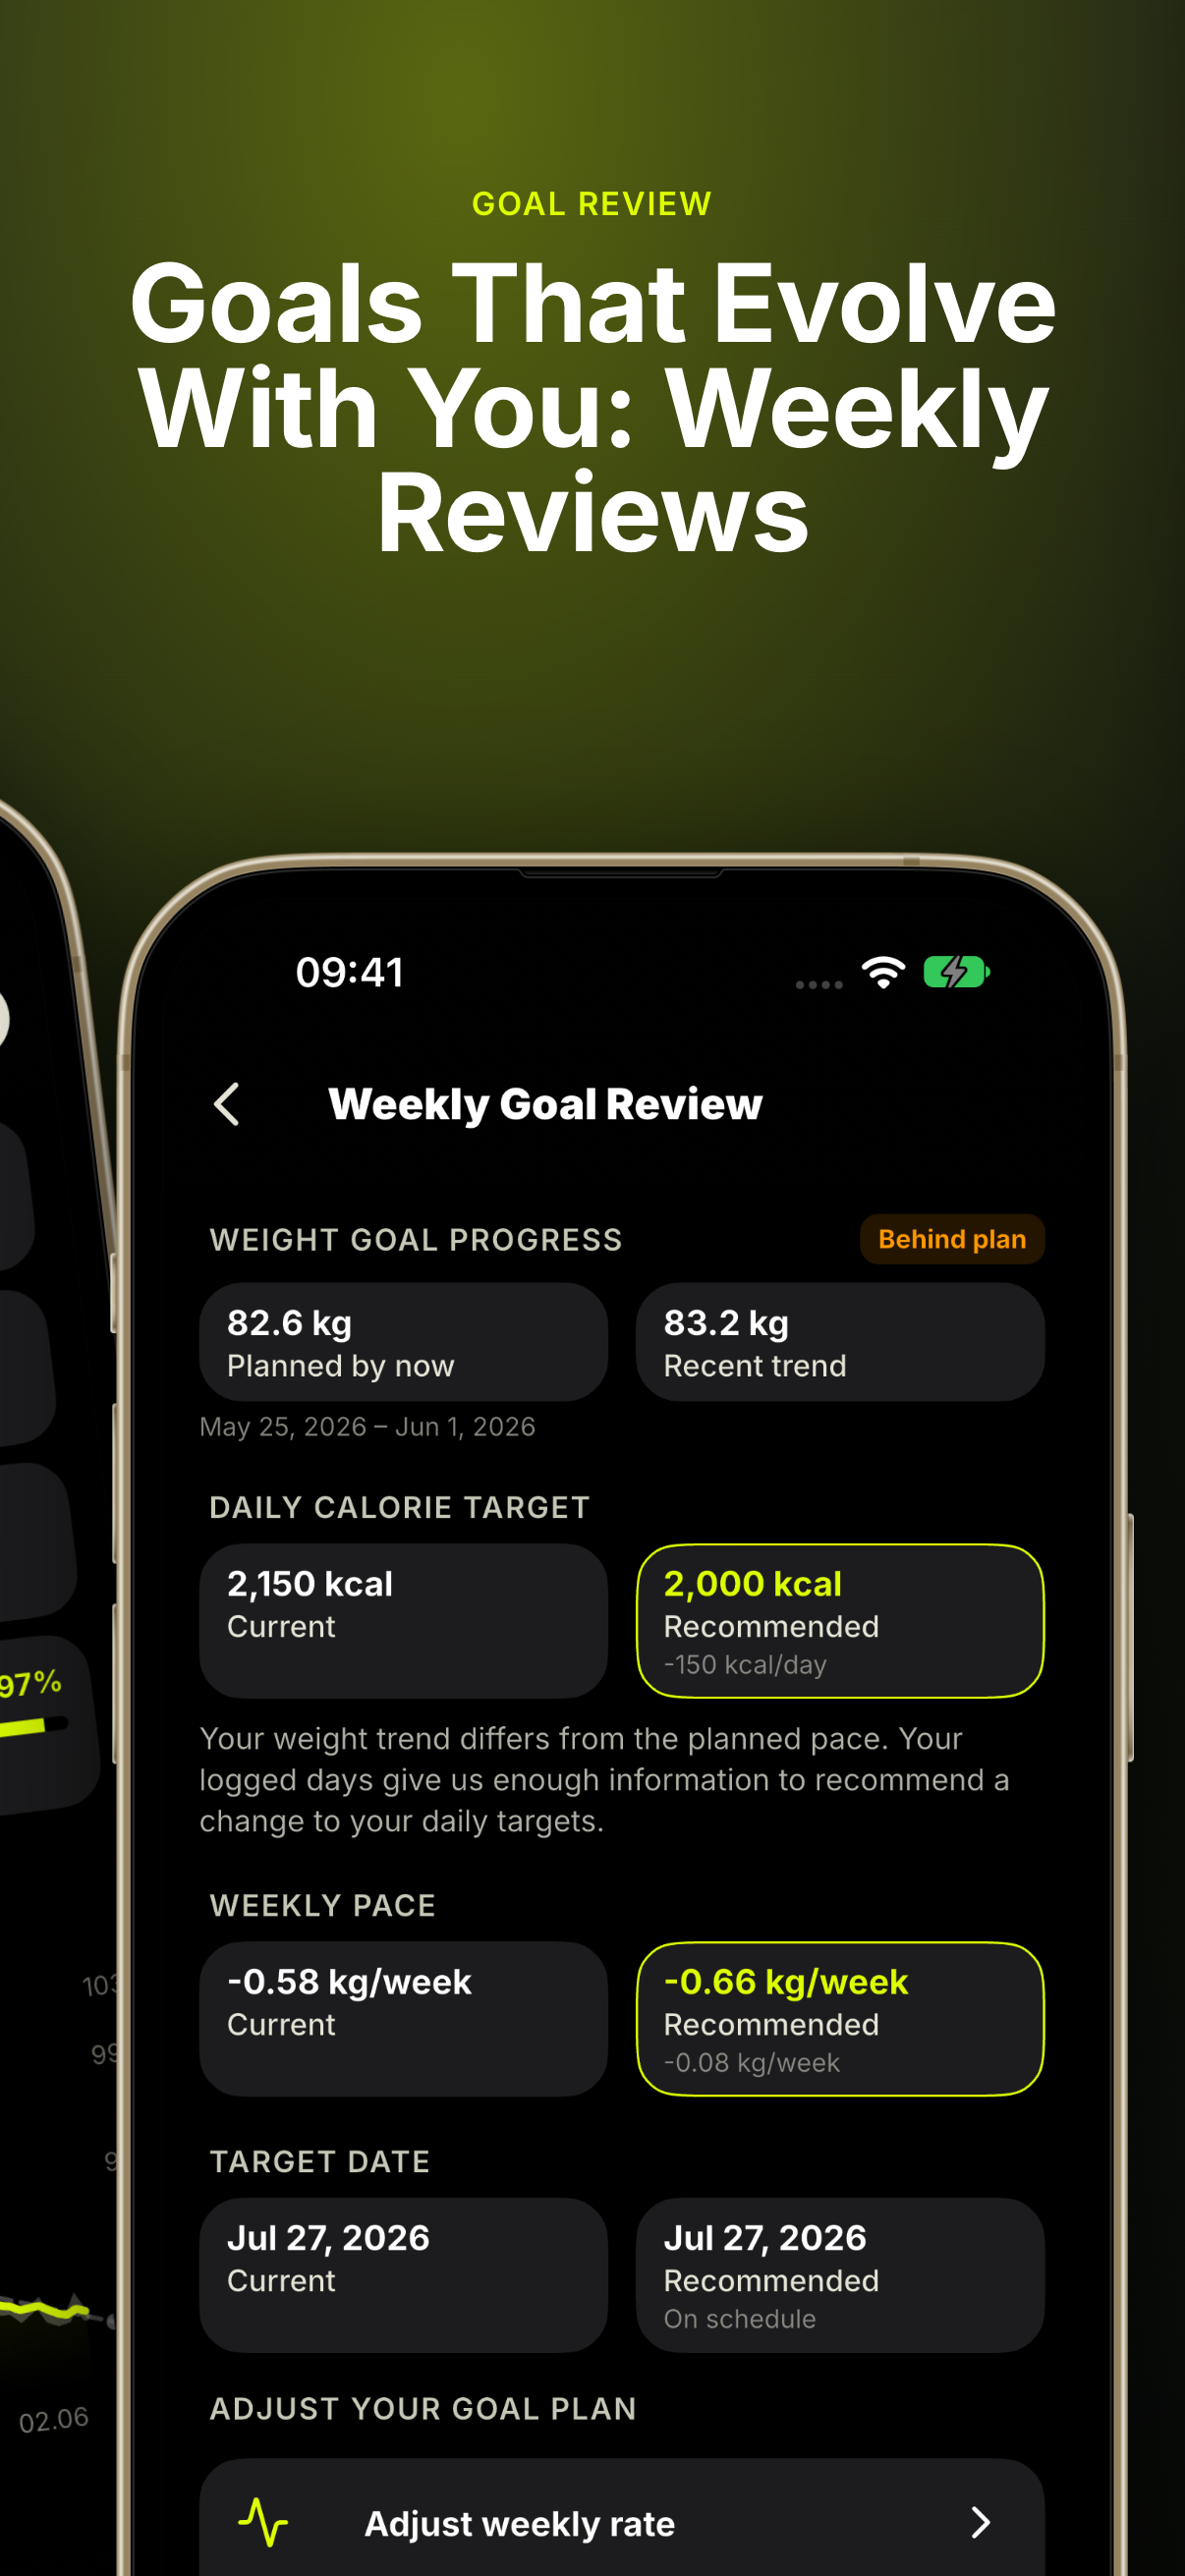 GOAL REVIEW
Goals That Evolve
With You: Weekly
Reviews
09:41
Weekly Goal Review
WEIGHT GOAL PROGRESS
Behind plan
82.6 kg
Planned by now
83.2 kg
Recent trend
May 25, 2026 – Jun 1, 2026
DAILY CALORIE TARGET
2,150 kcal
Current
2,000 kcal
Recommended
-150 kcal/day
97%
Your weight trend differs from the planned pace. Your
logged days give us enough information to recommend a
change to your daily targets.
WEEKLY PACE
-0.58 kg/week
Current
-0.66 kg/week
Recommended
-0.08 kg/week
TARGET DATE
Jul 27, 2026
Current
Jul 27, 2026
Recommended
On schedule
02.06
ADJUST YOUR GOAL PLAN
Adjust weekly rate